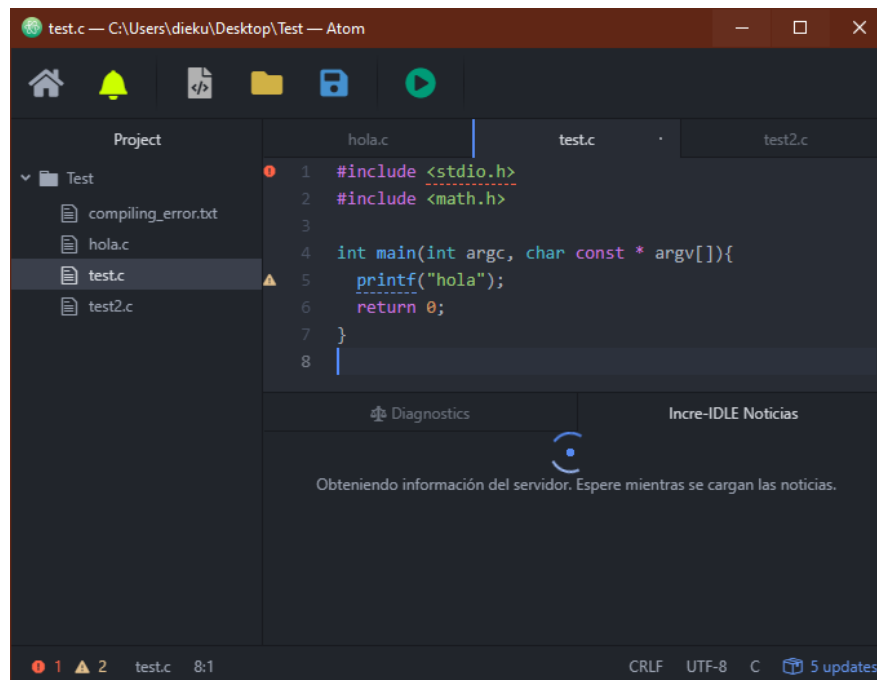 test.c — C:\Users\dieku\Desktop\Test — Atom
Project
Test
compiling_error.txt
hola.c
test.c
test2.c
hola.c test.c test2.c
1 #include <stdio.h>
2 #include <math.h>
3
4 int main(int argc, char const * argv[]){
5 printf("hola");
6 return 0;
7 }
8
Diagnostics Incre-IDLE Noticias
Obteniendo información del servidor. Espere mientras se cargan las noticias.
1 2 test.c 8:1 CRLF UTF-8 C 5 updates